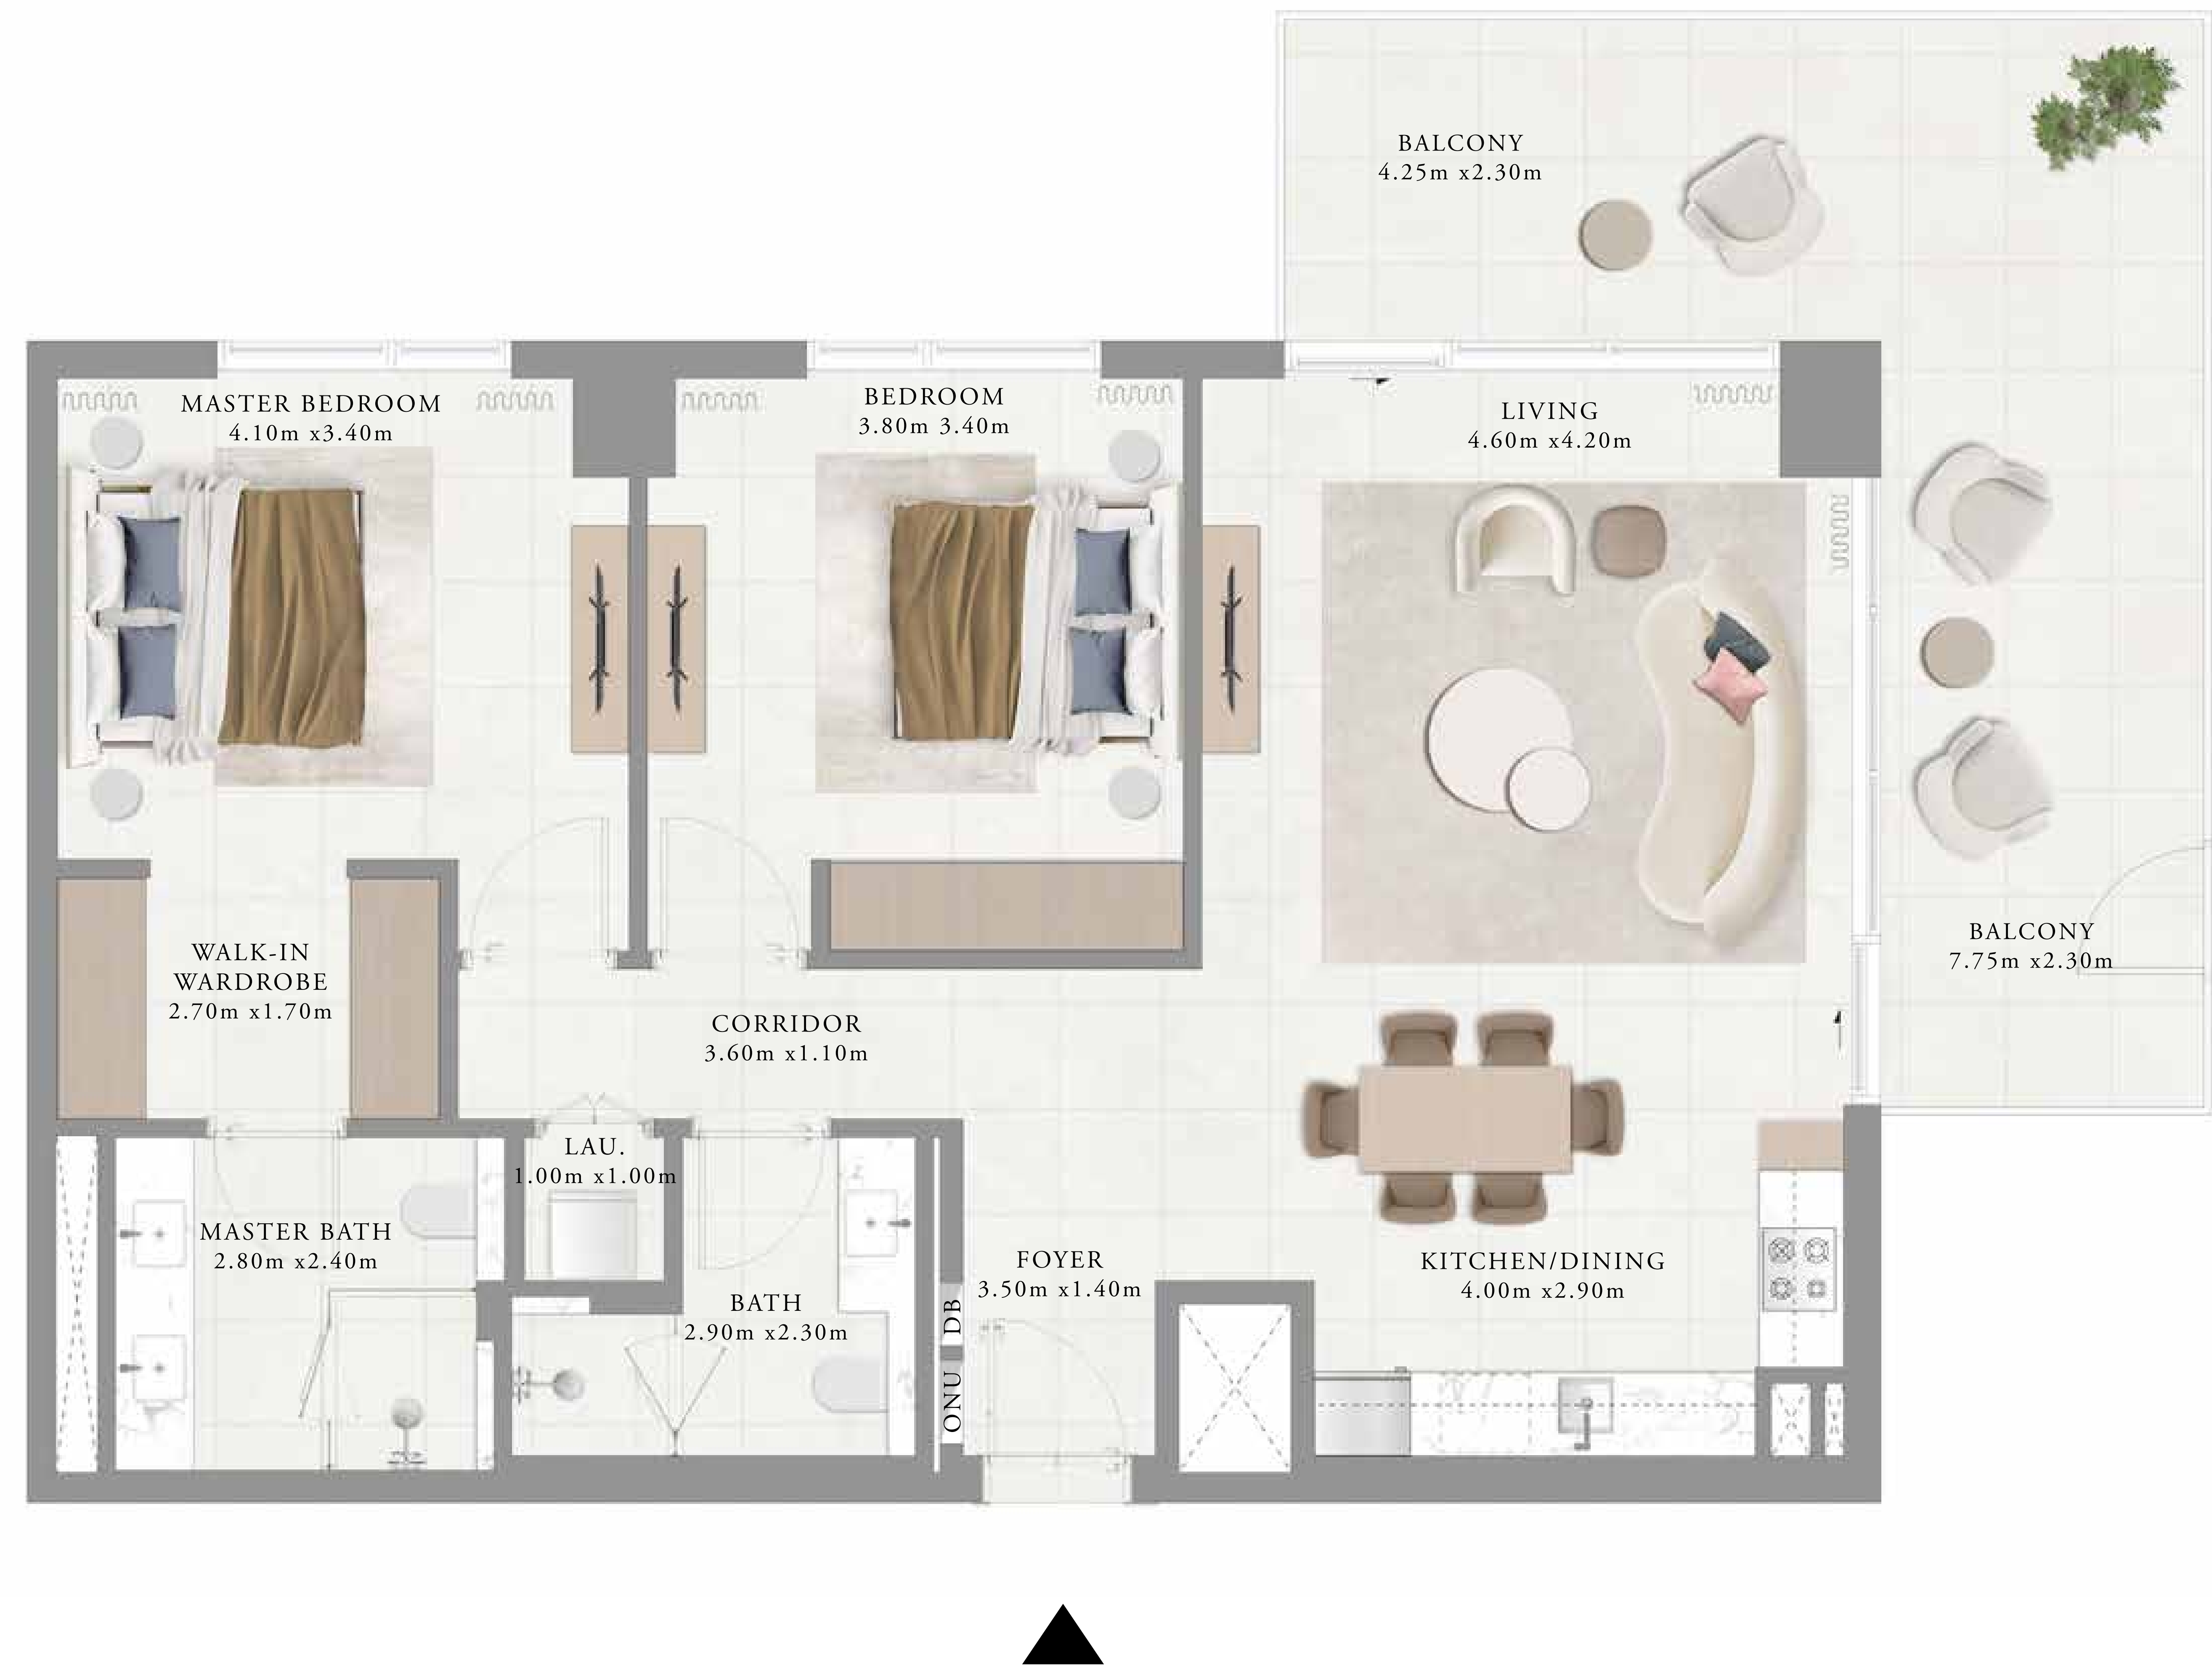 BALCONY
4.25m x2.30m
MASTER BEDROOM
4.10m x3.40m
BEDROOM
3.80m 3.40m
LIVING
4.60m x4.20m
WALK-IN
WARDROBE
2.70m x1.70m
CORRIDOR
3.60m x1.10m
BALCONY
7.75m x2.30m
LAU.
1.00m x1.00m
MASTER BATH
2.80m x2.40m
BATH
2.90m x2.30m
FOYER
3.50m x1.40m
KITCHEN/DINING
4.00m x2.90m
DB
ONU